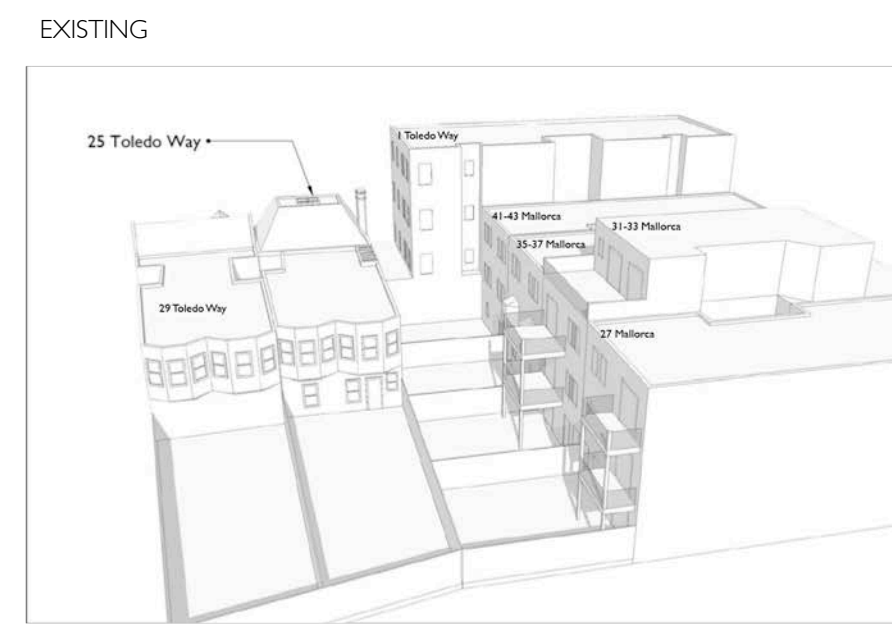 EXISTING
25 Toledo Way
1 Toledo Way
41-43 Mallorca
31-33 Mallorca
35-37 Mallorca
29 Toledo Way
27 Mallorca